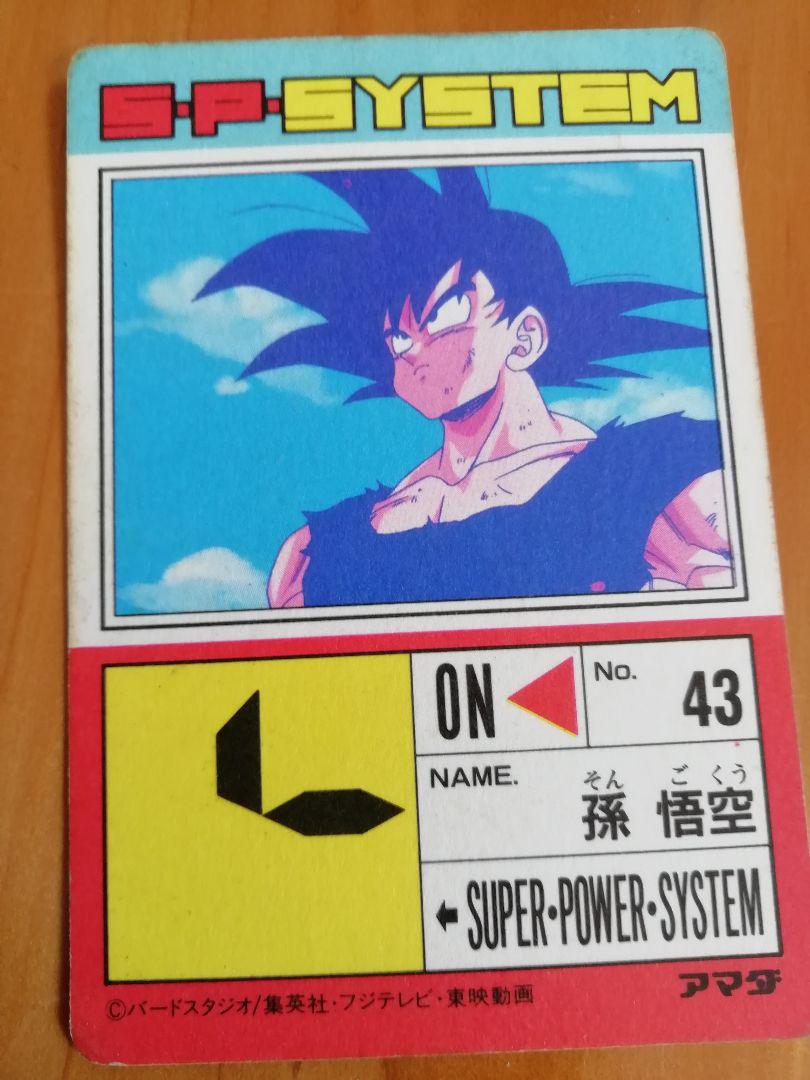 S・P・SYSTEM
ON
No. 43
NAME.
そん ご くう
孫 悟空
←SUPER・POWER・SYSTEM
アマダ
©バードスタジオ/集英社・フジテレビ・東映動画